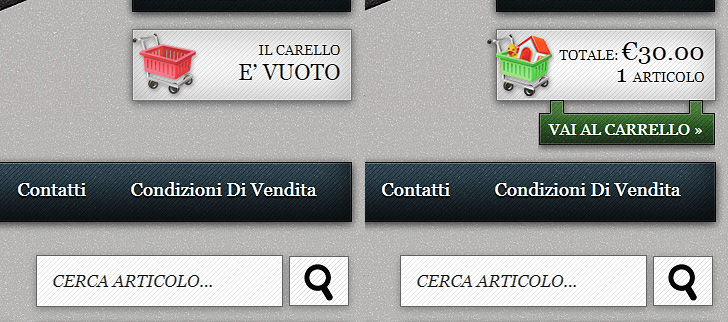 IL CARELLO
E’ VUOTO
Contatti
Condizioni Di Vendita
CERCA ARTICOLO...
TOTALE: €30.00
1 ARTICOLO
VAI AL CARRELLO »
Contatti
Condizioni Di Vendita
CERCA ARTICOLO...